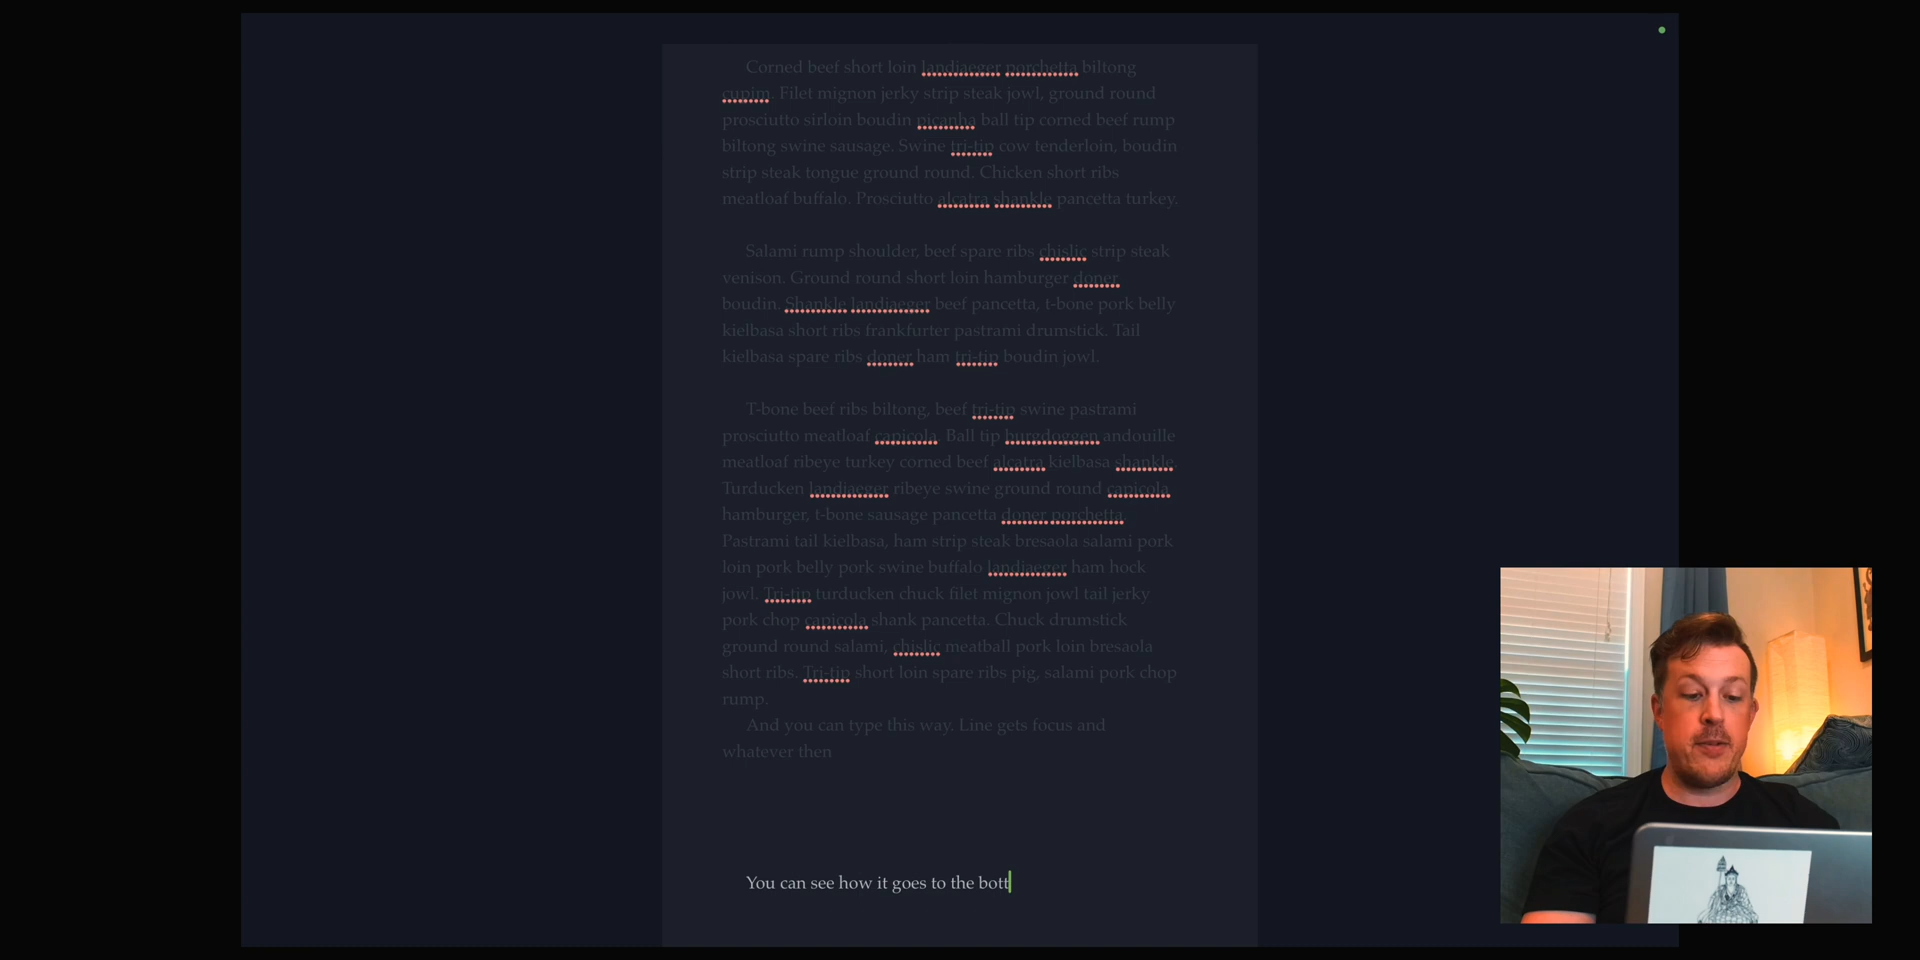 Corned beef short loin landjaeger porchetta biltong
cupim. Filet mignon jerky strip steak jowl, ground round
prosciutto sirloin boudin picanha ball tip corned beef rump
biltong swine sausage. Swine tri-tip cow tenderloin, boudin
strip steak tongue ground round. Chicken short ribs
meatloaf buffalo. Prosciutto alcatra shankle pancetta turkey.
Salami rump shoulder, beef spare ribs chislic strip steak
venison. Ground round short loin hamburger doner
boudin. Shankle landjaeger beef pancetta, t-bone pork belly
kielbasa short ribs frankfurter pastrami drumstick. Tail
kielbasa spare ribs doner ham tri-tip boudin jowl.
T-bone beef ribs biltong, beef tri-tip swine pastrami
prosciutto meatloaf capicola. Ball tip burgdoggen andouille
meatloaf ribeye turkey corned beef alcatra kielbasa shankle.
Turducken landjaeger ribeye swine ground round capicola
hamburger, t-bone sausage pancetta doner porchetta.
Pastrami tail kielbasa, ham strip steak bresaola salami pork
loin pork belly pork swine buffalo landjaeger ham hock
jowl. Tri-tip turducken chuck filet mignon jowl tail jerky
pork chop capicola shank pancetta. Chuck drumstick
ground round salami, chislic meatball pork loin bresaola
short ribs. Tri-tip short loin spare ribs pig, salami pork chop
rump.
And you can type this way. Line gets focus and
whatever then
You can see how it goes to the bott